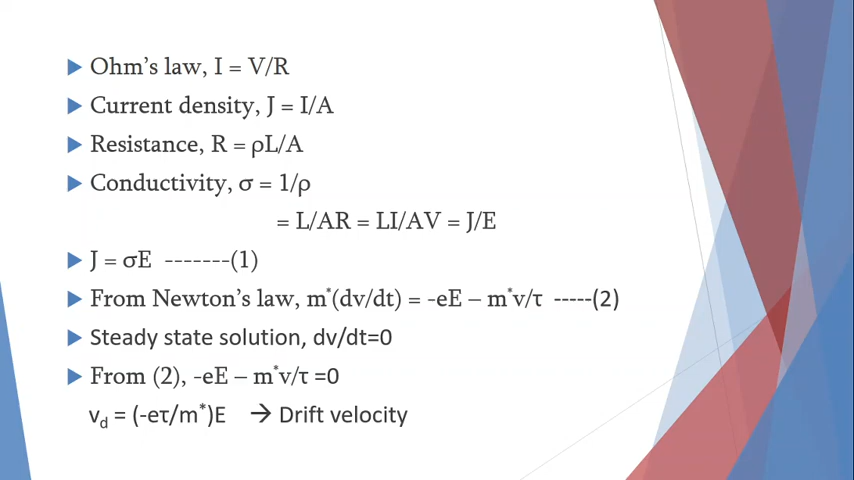 Ohm's law, I = V/R
Current density, J = I/A
Resistance, R = ρL/A
Conductivity, σ = 1/ρ
= L/AR = LI/AV = J/E
J = σE -------(1)
From Newton's law, m*(dv/dt) = -eE – m*v/τ -----(2)
Steady state solution, dv/dt=0
From (2), -eE – m*v/τ =0
v_d = (-eτ/m*)E → Drift velocity